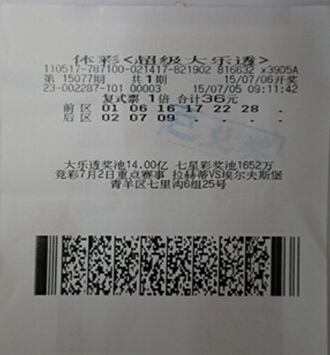 体彩<超级大乐透>
110517-787100-021417-821902 816632 x39D5A
第 15077期 共1期 15/07/06开奖
23-002287-101 00003 15/07/05 09:11:42
复式票 1倍 合计36元
前 区 01 06 16 17 22 28 -
后 区 02 07 09 - - - -
已兑奖
大乐透奖池14.00亿 七星彩奖池1652万
竞彩7月2日重点赛事 拉赫蒂VS埃尔夫斯堡
青羊区七里沟6组25号